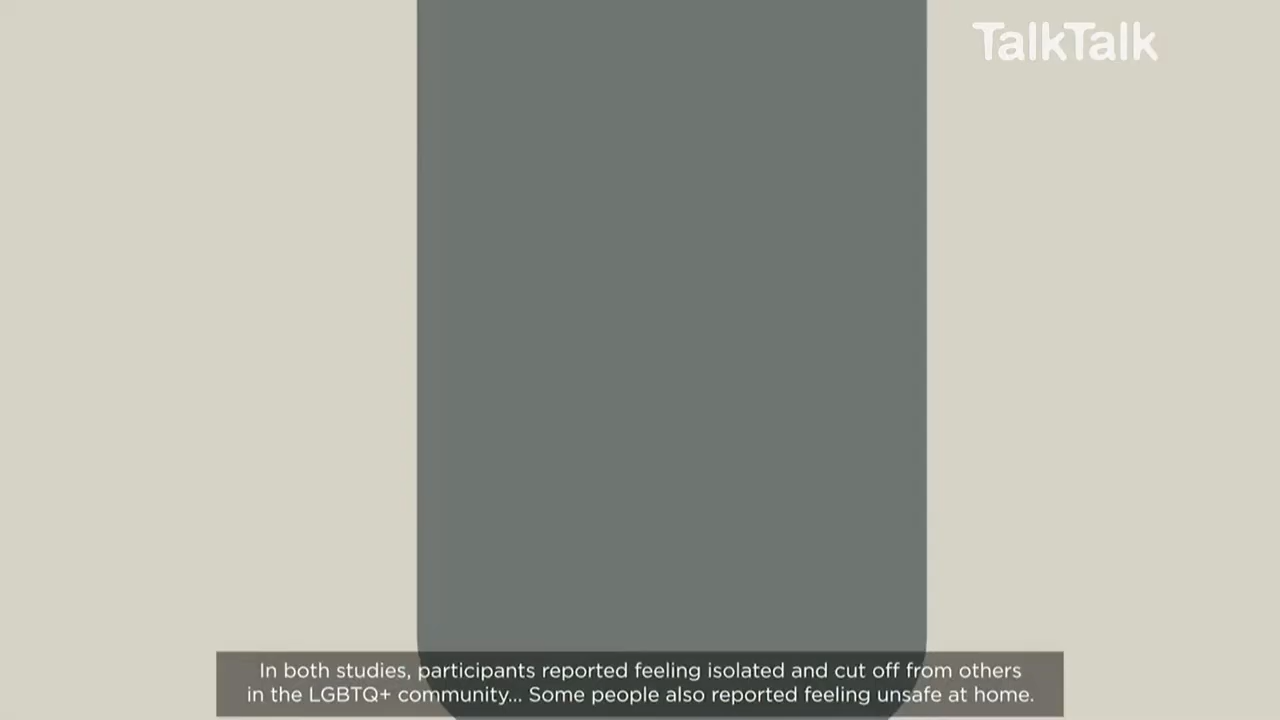 TalkTalk
In both studies, participants reported feeling isolated and cut off from others
in the LGBTQ+ community... Some people also reported feeling unsafe at home.